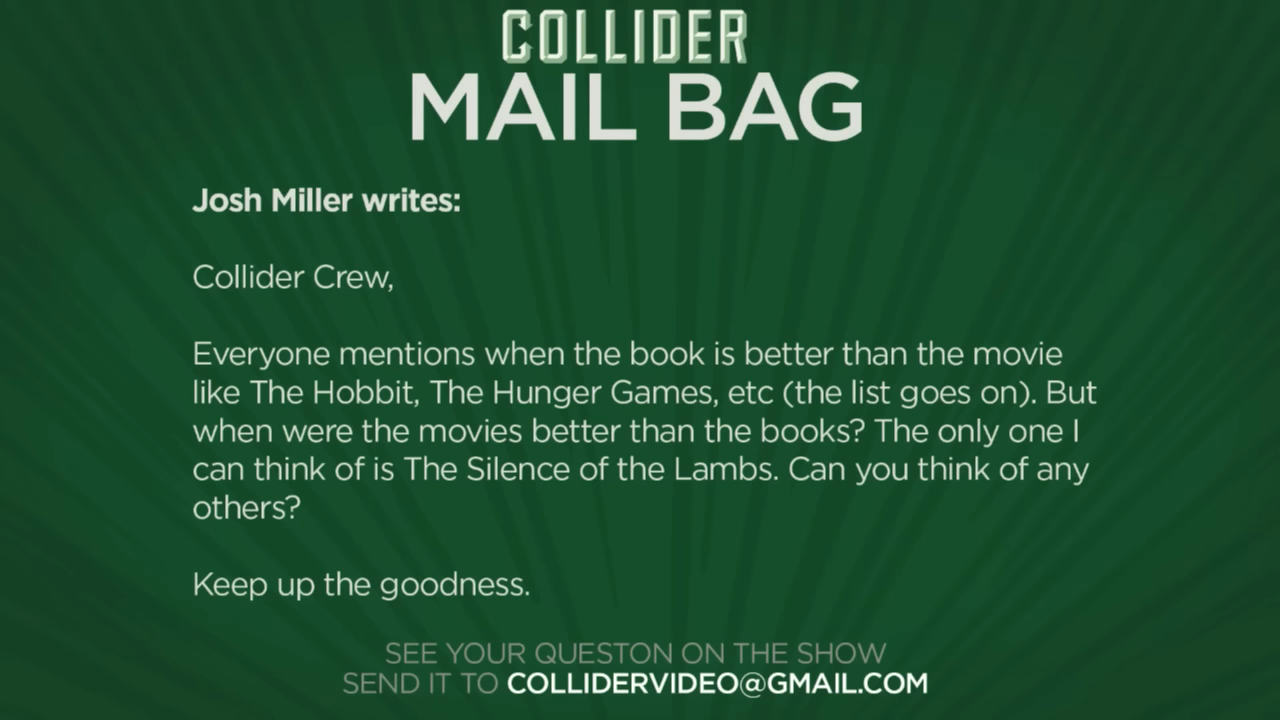 COLLIDER
MAIL BAG
Josh Miller writes:
Collider Crew,
Everyone mentions when the book is better than the movie
like The Hobbit, The Hunger Games, etc (the list goes on). But
when were the movies better than the books? The only one I
can think of is The Silence of the Lambs. Can you think of any
others?
Keep up the goodness.
SEE YOUR QUESTON ON THE SHOW
SEND IT TO COLLIDERVIDEO@GMAIL.COM